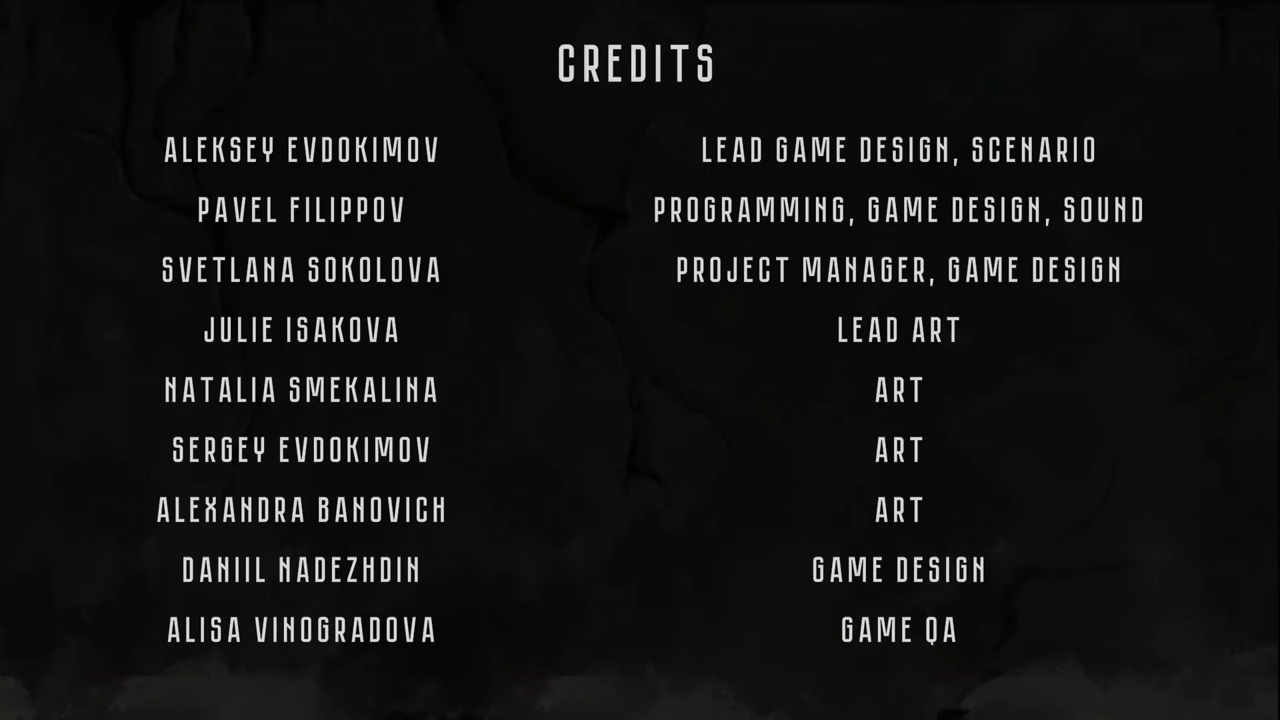 CREDITS
ALEKSEY EVDOKIMOV LEAD GAME DESIGN, SCENARIO
PAVEL FILIPPOV PROGRAMMING, GAME DESIGN, SOUND
SVETLANA SOKOLOVA PROJECT MANAGER, GAME DESIGN
JULIE ISAKOVA LEAD ART
NATALIA SMEKALINA ART
SERGEY EVDOKIMOV ART
ALEXANDRA BANOVICH ART
DANIIL NADEZHDIN GAME DESIGN
ALISA VINOGRADOVA GAME QA